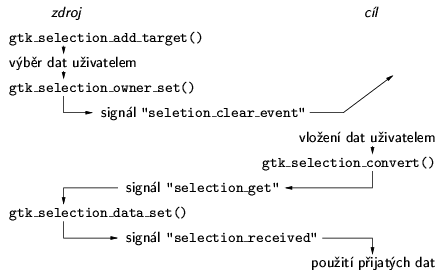 zdroj cíl
gtk_selection_add_target()
výběr dat uživatelem
gtk_selection_owner_set()
signál "seletion_clear_event"
vložení dat uživatelem
gtk_selection_convert()
signál "selection_get"
gtk_selection_data_set()
signál "selection_received"
použití přijatých dat